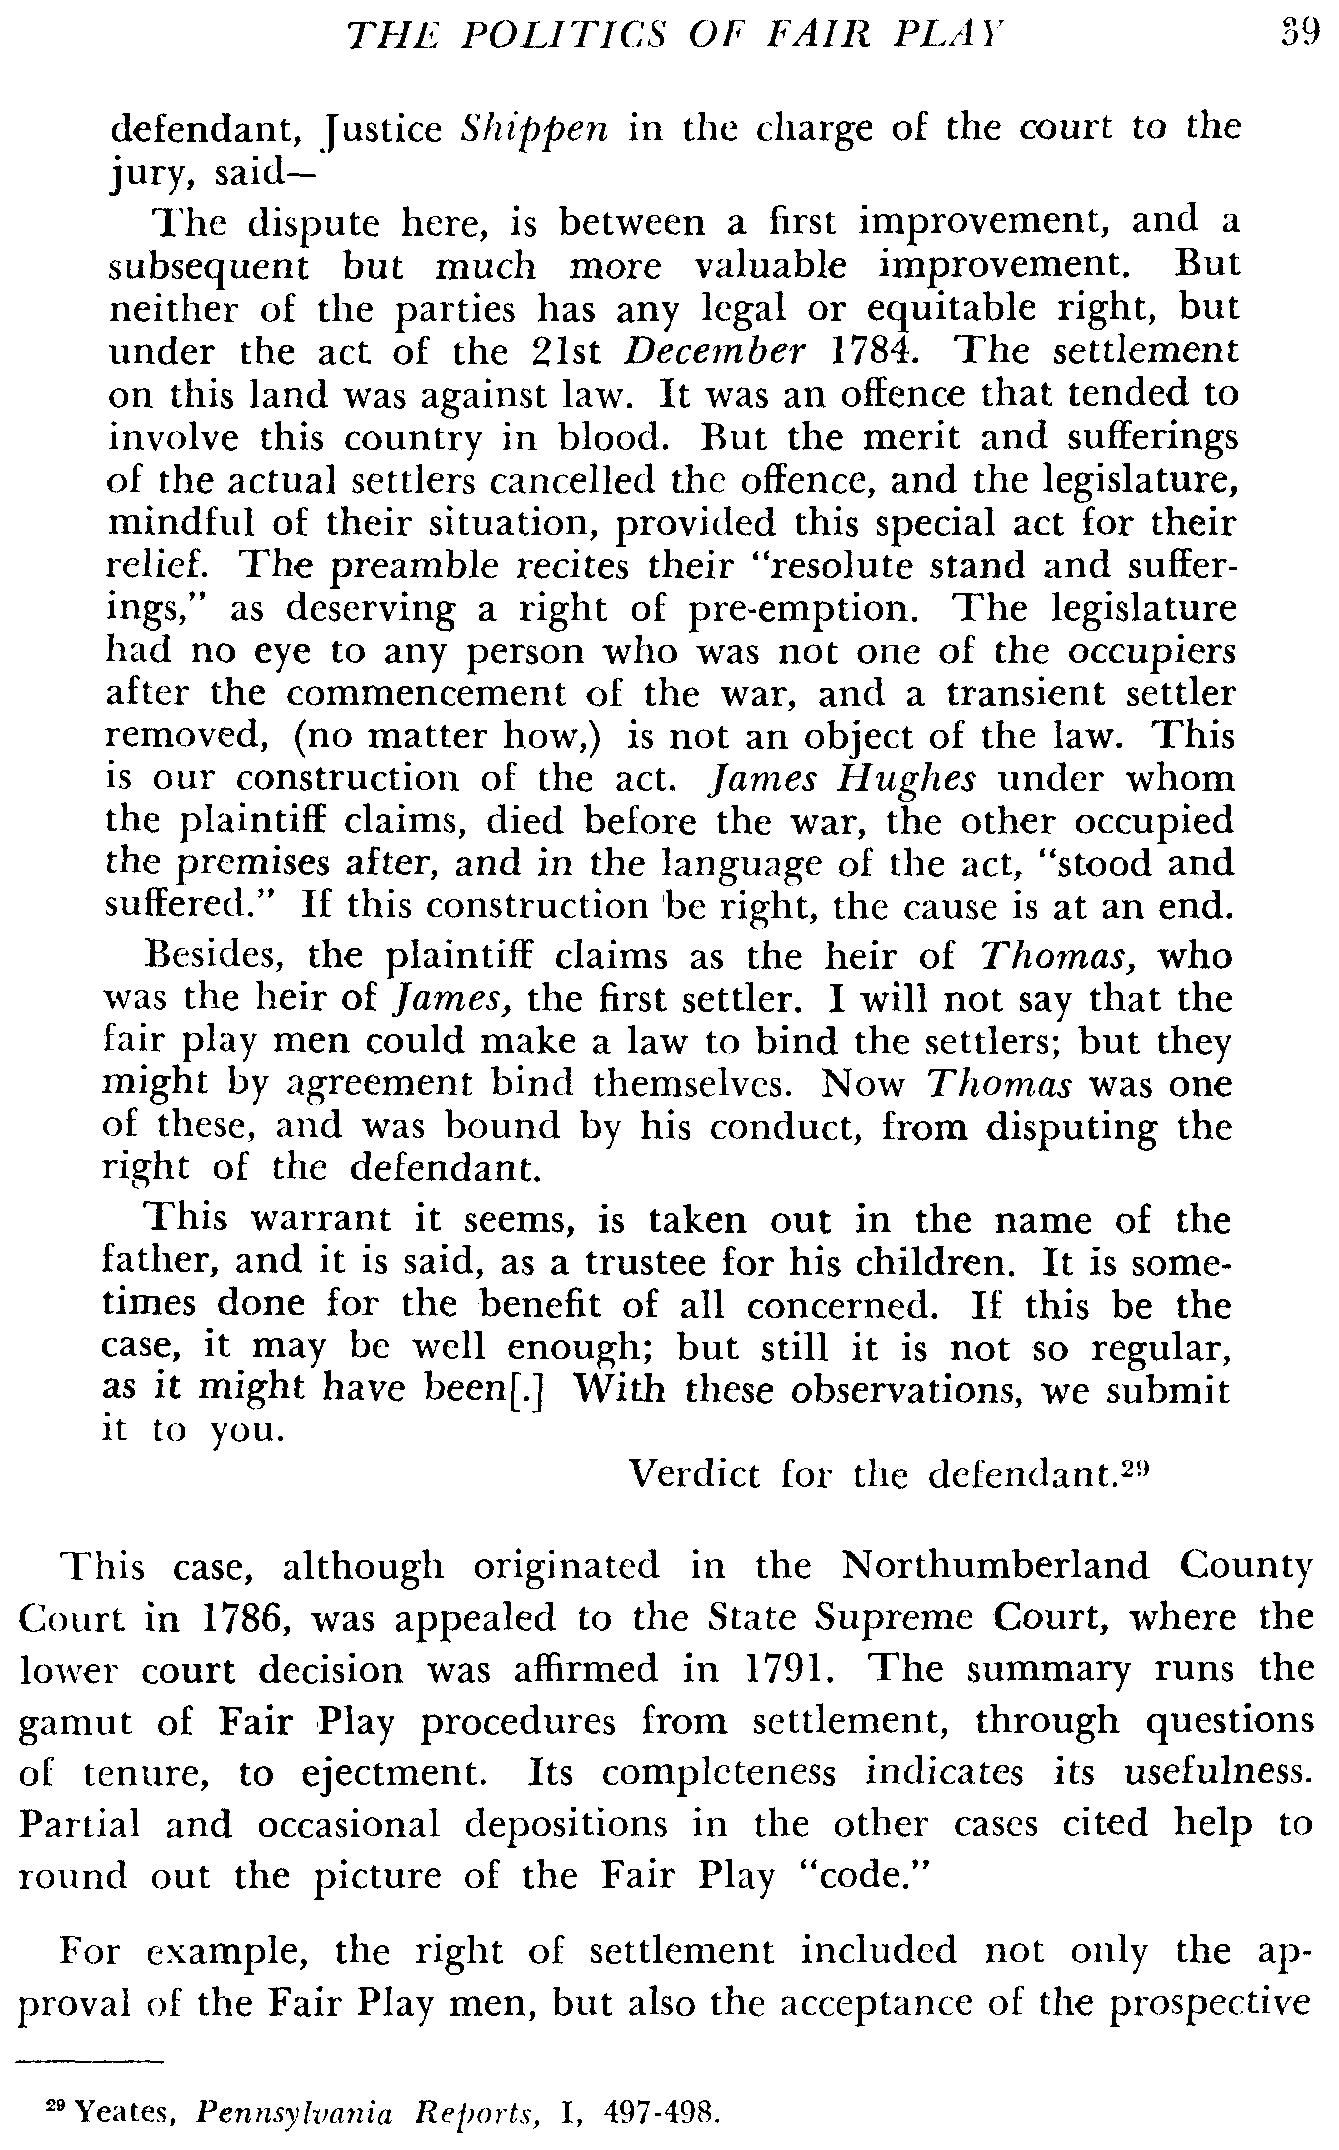 THE POLITICS OF FAIR PLAY 39
defendant, Justice Shippen in the charge of the court to the
jury, said—
The dispute here, is between a first improvement, and a
subsequent but much more valuable improvement. But
neither of the parties has any legal or equitable right, but
under the act of the 21st December 1784. The settlement
on this land was against law. It was an offence that tended to
involve this country in blood. But the merit and sufferings
of the actual settlers cancelled the offence, and the legislature,
mindful of their situation, provided this special act for their
relief. The preamble recites their "resolute stand and suffer-
ings," as deserving a right of pre-emption. The legislature
had no eye to any person who was not one of the occupiers
after the commencement of the war, and a transient settler
removed, (no matter how,) is not an object of the law. This
is our construction of the act. James Hughes under whom
the plaintiff claims, died before the war, the other occupied
the premises after, and in the language of the act, "stood and
suffered." If this construction be right, the cause is at an end.
Besides, the plaintiff claims as the heir of Thomas, who
was the heir of James, the first settler. I will not say that the
fair play men could make a law to bind the settlers; but they
might by agreement bind themselves. Now Thomas was one
of these, and was bound by his conduct, from disputing the
right of the defendant.
This warrant it seems, is taken out in the name of the
father, and it is said, as a trustee for his children. It is some-
times done for the benefit of all concerned. If this be the
case, it may be well enough; but still it is not so regular,
as it might have been[.] With these observations, we submit
it to you.
Verdict for the defendant.²⁹
This case, although originated in the Northumberland County
Court in 1786, was appealed to the State Supreme Court, where the
lower court decision was affirmed in 1791. The summary runs the
gamut of Fair Play procedures from settlement, through questions
of tenure, to ejectment. Its completeness indicates its usefulness.
Partial and occasional depositions in the other cases cited help to
round out the picture of the Fair Play "code."
For example, the right of settlement included not only the ap-
proval of the Fair Play men, but also the acceptance of the prospective
²⁹ Yeates, Pennsylvania Reports, I, 497-498.